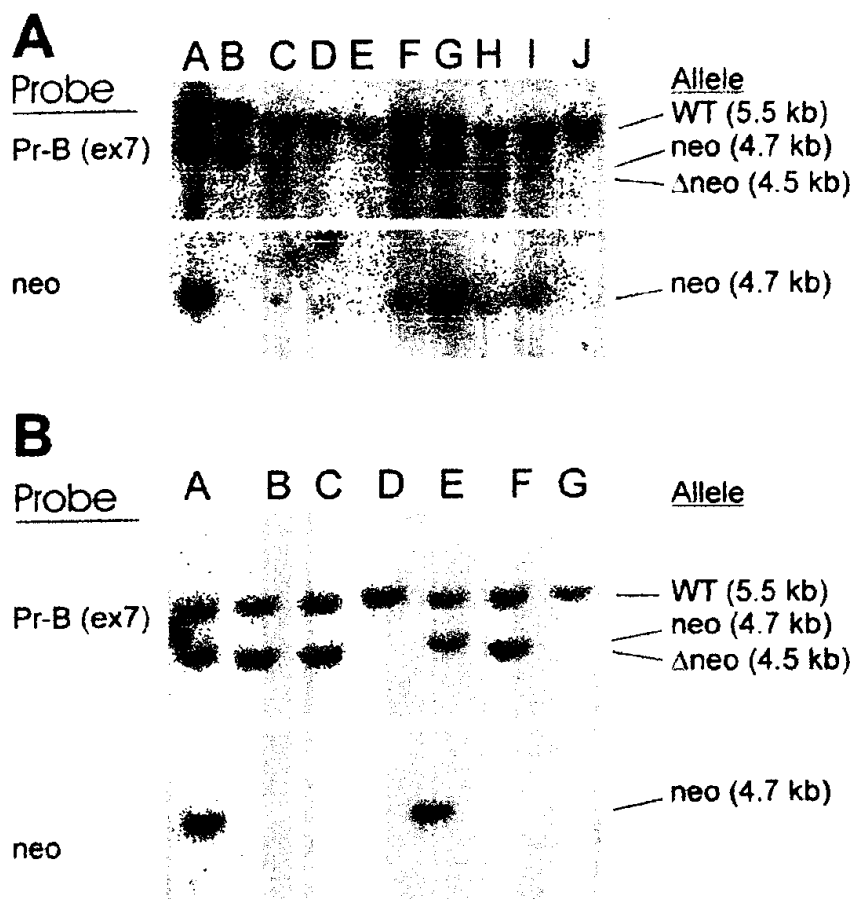 A
A B C D E F G H I J
Probe
Allele
WT (5.5 kb)
Pr-B (ex7)
neo (4.7 kb)
Δneo (4.5 kb)
neo
neo (4.7 kb)
B
A B C D E F G
Probe
Allele
WT (5.5 kb)
Pr-B (ex7)
neo (4.7 kb)
Δneo (4.5 kb)
neo (4.7 kb)
neo